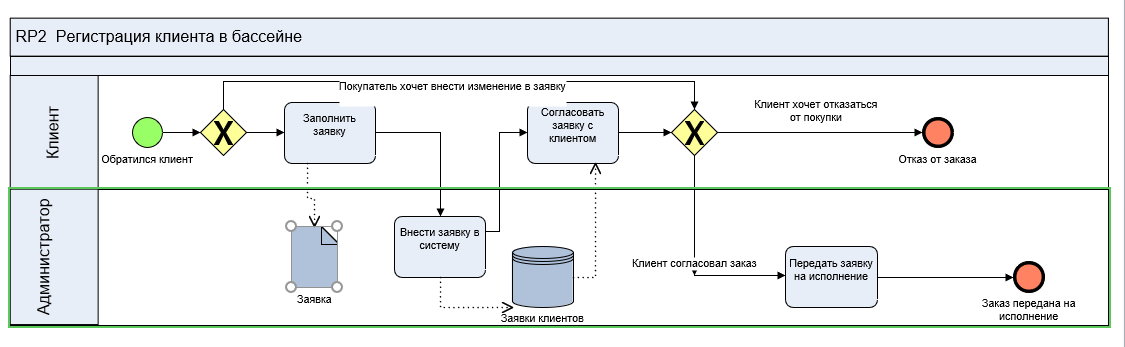 RP2 Регистрация клиента в бассейне
Клиент
Покупатель хочет внести изменение в заявку
Обратился клиент
X
Заполнить
заявку
Согласовать
заявку с
клиентом
X
Клиент хочет отказаться
от покупки
Отказ от заказа
Администратор
Заявка
Внести заявку в
систему
Заявки клиентов
Клиент согласовал заказ
Передать заявку
на исполнение
Заказ передана на
исполнение